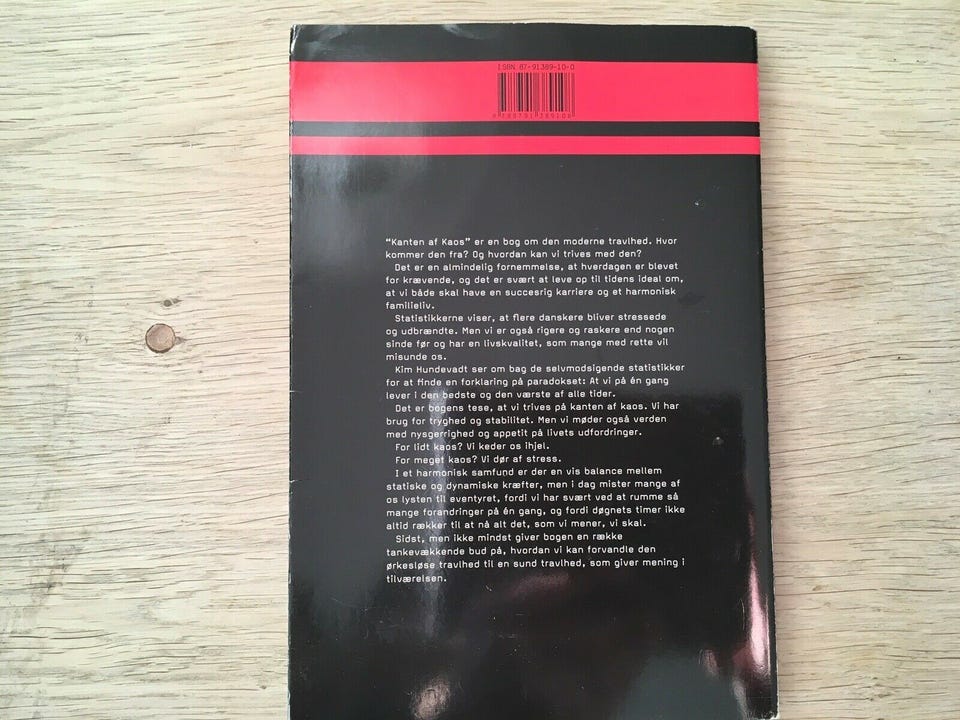 ISBN 87-91389-10-0
"Kanten af Kaos" er en bog om den moderne travlhed. Hvor
kommer den fra? Og hvordan kan vi trives med den?
Det er en almindelig fornemmelse, at hverdagen er blevet
for krævende, og det er svært at leve op til tidens ideal om,
at vi både skal have en succesrig karriere og et harmonisk
familieliv.
Statistikkerne viser, at flere danskere bliver stressede
og udbrændte. Men vi er også rigere og raskere end nogen
sinde før og har en livskvalitet, som mange med rette vil
misunde os.
Kim Hundevadt ser om bag de selvmodsigende statistikker
for at finde en forklaring på paradokset: At vi på én gang
lever i den bedste og den værste af alle tider.
Det er bogens tese, at vi trives på kanten af kaos. Vi har
brug for tryghed og stabilitet. Men vi møder også verden
med nysgerrighed og appetit på livets udfordringer.
For lidt kaos? Vi keder os ihjel.
For meget kaos? Vi dør af stress.
I et harmonisk samfund er der en vis balance mellem
statiske og dynamiske kræfter, men i dag mister mange af
os lysten til eventyret, fordi vi har svært ved at rumme så
mange forandringer på én gang, og fordi døgnets timer ikke
altid rækker til at nå alt det, som vi mener, vi skal.
Sidst, men ikke mindst giver bogen en række
tankevækkende bud på, hvordan vi kan forvandle den
ørkesløse travlhed til en sund travlhed, som giver mening i
tilværelsen.